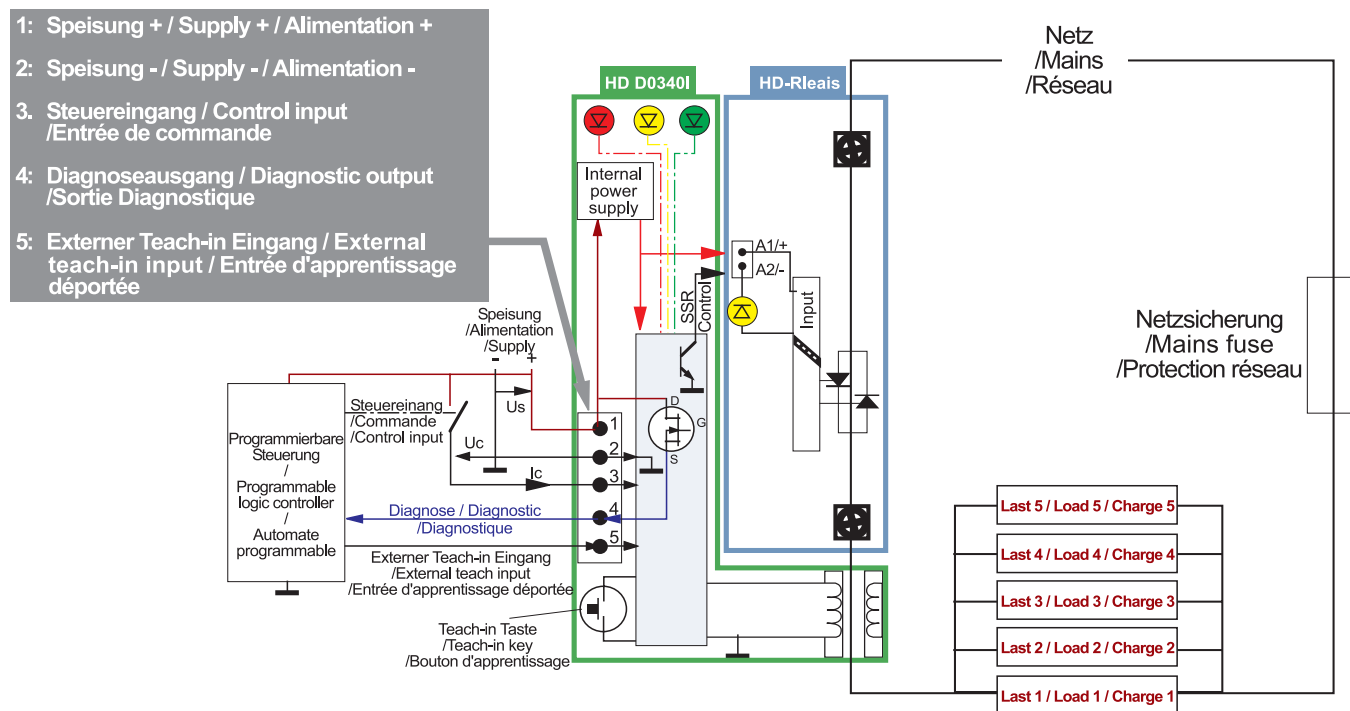 1: Speisung + / Supply + / Alimentation +
2: Speisung - / Supply - / Alimentation -
3. Steuereingang / Control input
/Entrée de commande
4: Diagnoseausgang / Diagnostic output
/Sortie Diagnostique
5: Externer Teach-in Eingang / External
teach-in input / Entrée d'apprentissage
déportée
HD D0340I
HD-Rleais
Netz
/Mains
/Réseau
Internal
power
supply
A1/+
A2/-
SSR
Control
Input
Netzsicherung
/Mains fuse
/Protection réseau
Speisung
/Alimentation
/Supply
- +
Us
Steuereinang
/Commande
/Control input
Uc
Ic
Programmierbare
Steuerung
/
Programmable
logic controller
/
Automate
programmable
Diagnose / Diagnostic
/Diagnostique
Externer Teach-in Eingang
/External teach input
/Entrée d'apprentissage déportée
1
2
3
4
5
D
G
S
Teach-in Taste
/Teach-in key
/Bouton d'apprentissage
Last 5 / Load 5 / Charge 5
Last 4 / Load 4 / Charge 4
Last 3 / Load 3 / Charge 3
Last 2 / Load 2 / Charge 2
Last 1 / Load 1 / Charge 1